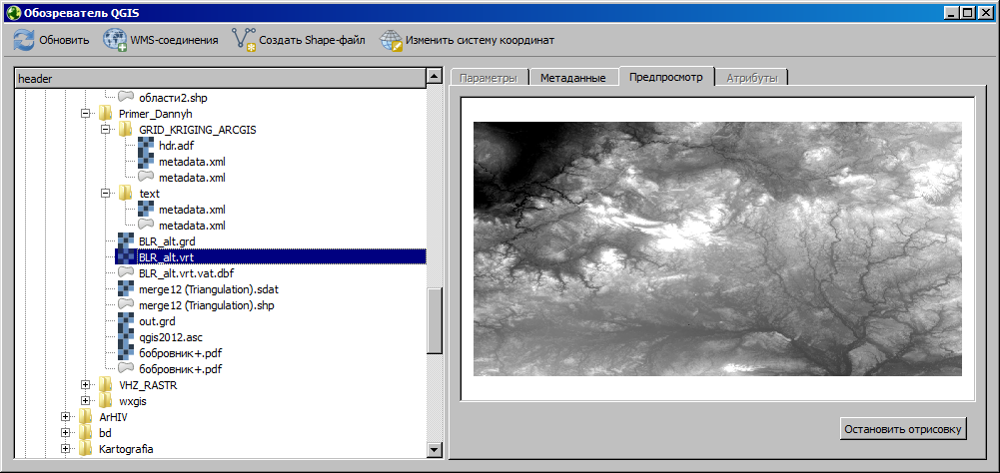 Обозреватель QGIS
Обновить WMS-соединения Создать Shape-файл Изменить систему координат
header
области2.shp
Primer_Dannyh
GRID_KRIGING_ARCGIS
hdr.adf
metadata.xml
metadata.xml
text
metadata.xml
metadata.xml
BLR_alt.grd
BLR_alt.vrt
BLR_alt.vrt.vat.dbf
merge12 (Triangulation).sdat
merge12 (Triangulation).shp
out.grd
qgis2012.asc
бобровник+.pdf
бобровник+.pdf
VHZ_RASTR
wxgis
ArHIV
bd
Kartografia
Параметры Метаданные Предпросмотр Атрибуты
Остановить отрисовку